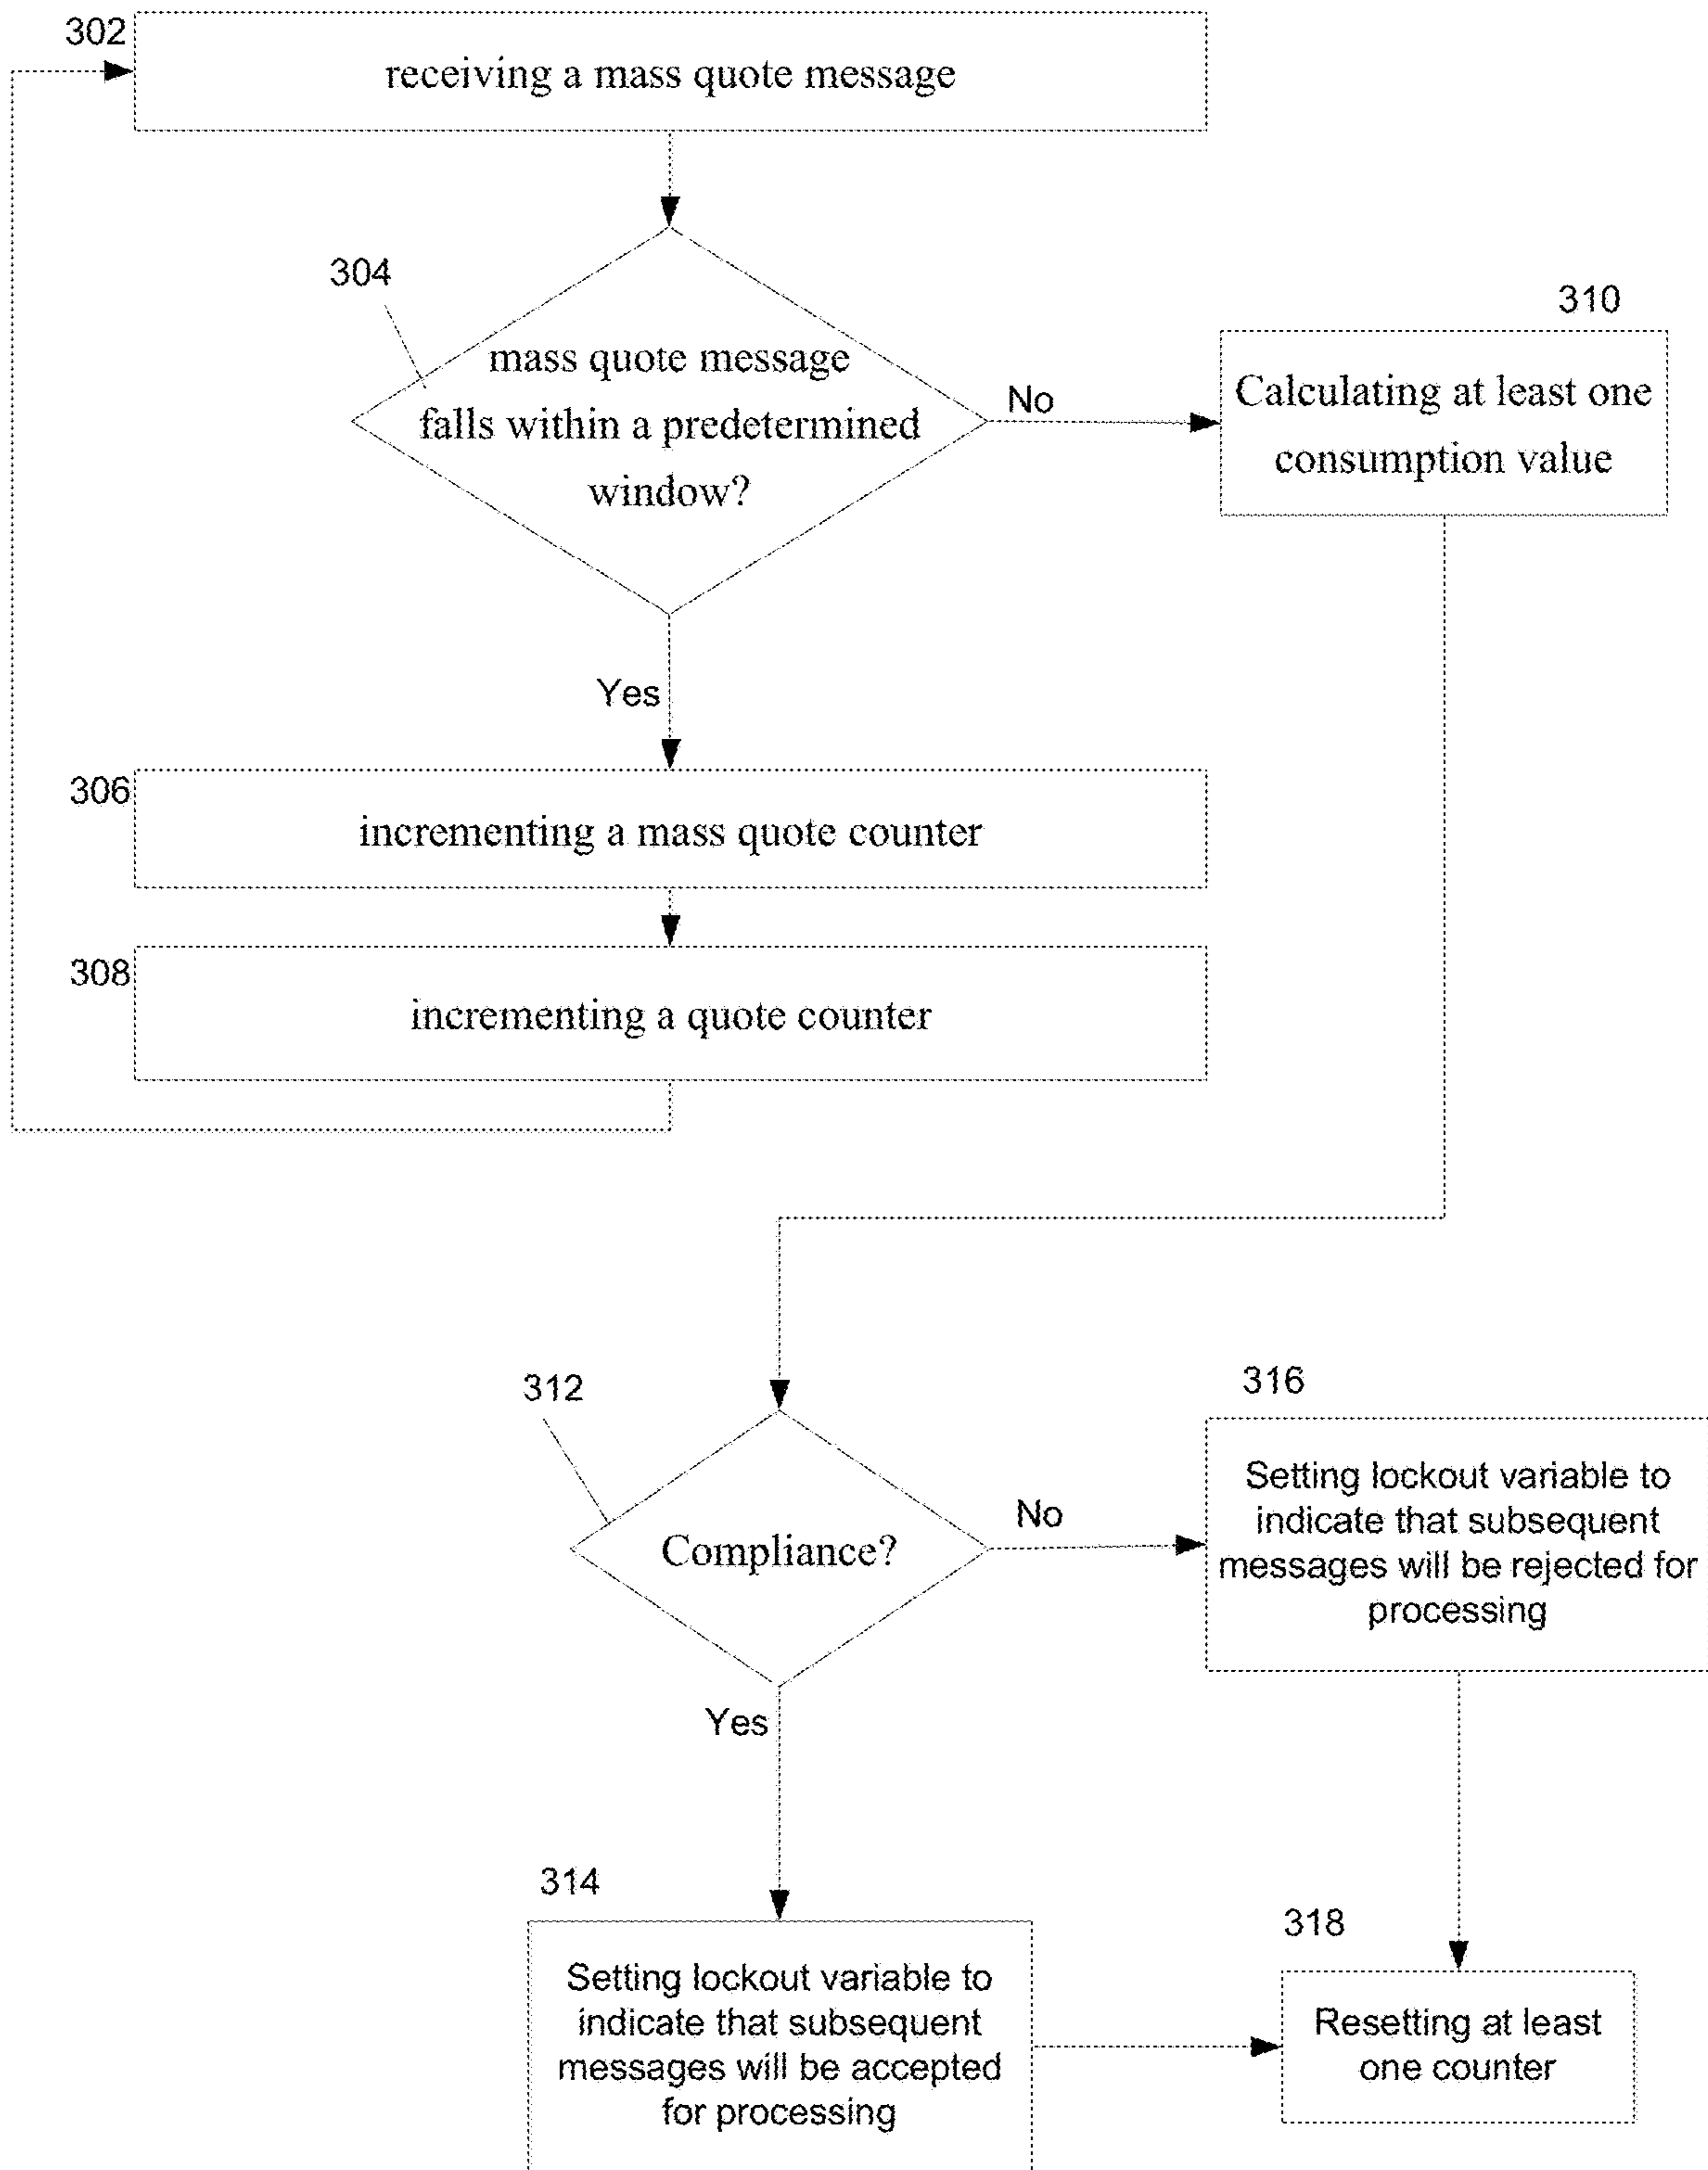 302
receiving a mass quote message
304
mass quote message
falls within a predetermined
window?
No
310
Calculating at least one
consumption value
Yes
306
incrementing a mass quote counter
308
incrementing a quote counter
312
Compliance?
No
316
Setting lockout variable to
indicate that subsequent
messages will be rejected for
processing
Yes
314
Setting lockout variable to
indicate that subsequent
messages will be accepted
for processing
318
Resetting at least
one counter